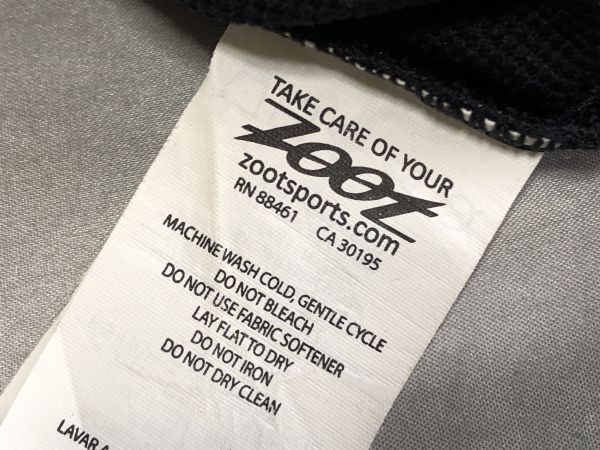 TAKE CARE OF YOUR
ZOOT
zootsports.com
RN 88461 CA 30195
MACHINE WASH COLD, GENTLE CYCLE
DO NOT BLEACH
DO NOT USE FABRIC SOFTENER
LAY FLAT TO DRY
DO NOT IRON
DO NOT DRY CLEAN
LAVAR A